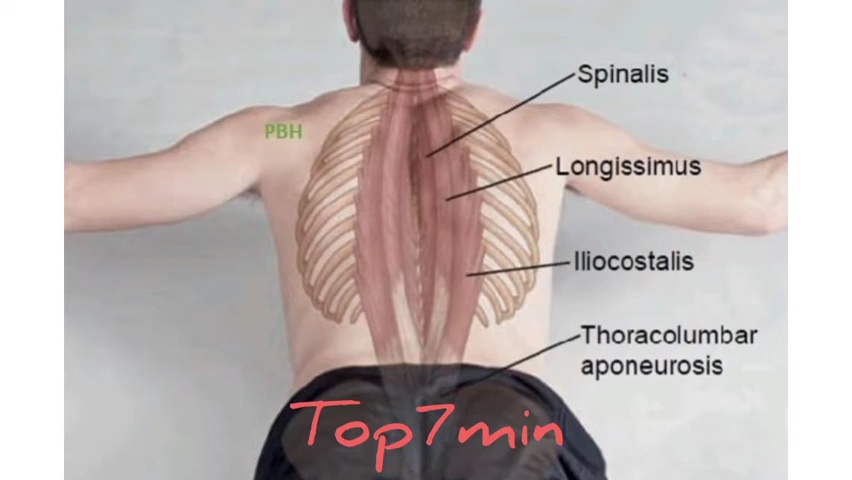 Spinalis
PBH
Longissimus
Iliocostalis
Thoracolumbar
aponeurosis
Top7min